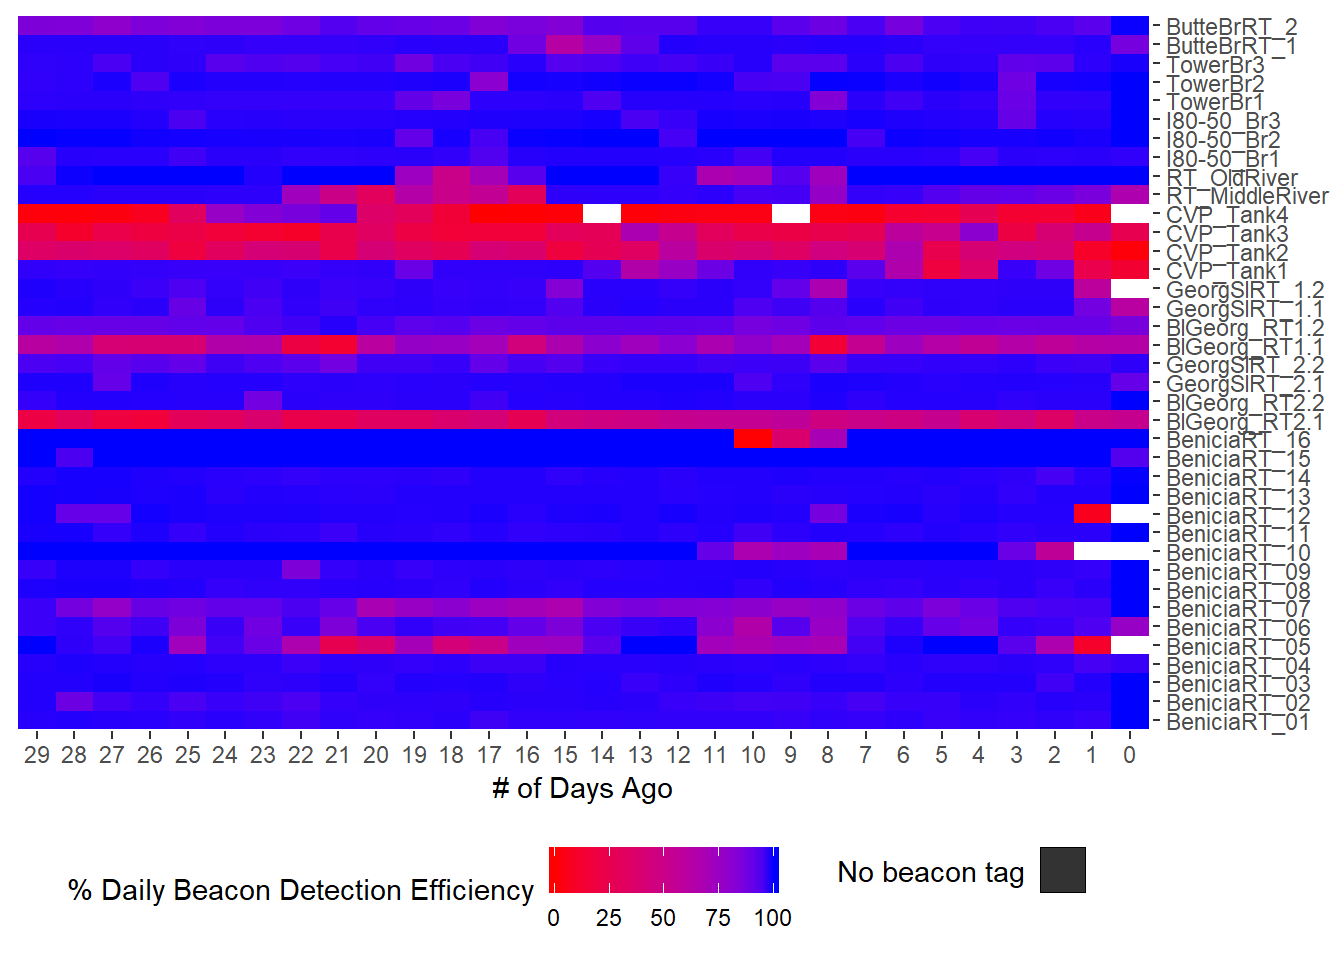 ButteBrRT_2
ButteBrRT_1
TowerBr3
TowerBr2
TowerBr1
I80-50_Br3
I80-50_Br2
I80-50_Br1
RT_OldRiver
RT_MiddleRiver
CVP_Tank4
CVP_Tank3
CVP_Tank2
CVP_Tank1
GeorgSlRT_1.2
GeorgSlRT_1.1
BlGeorg_RT1.2
BlGeorg_RT1.1
GeorgSlRT_2.2
GeorgSlRT_2.1
BlGeorg_RT2.2
BlGeorg_RT2.1
BeniciaRT_16
BeniciaRT_15
BeniciaRT_14
BeniciaRT_13
BeniciaRT_12
BeniciaRT_11
BeniciaRT_10
BeniciaRT_09
BeniciaRT_08
BeniciaRT_07
BeniciaRT_06
BeniciaRT_05
BeniciaRT_04
BeniciaRT_03
BeniciaRT_02
BeniciaRT_01
29 28 27 26 25 24 23 22 21 20 19 18 17 16 15 14 13 12 11 10 9 8 7 6 5 4 3 2 1 0
# of Days Ago
% Daily Beacon Detection Efficiency
0 25 50 75 100
No beacon tag